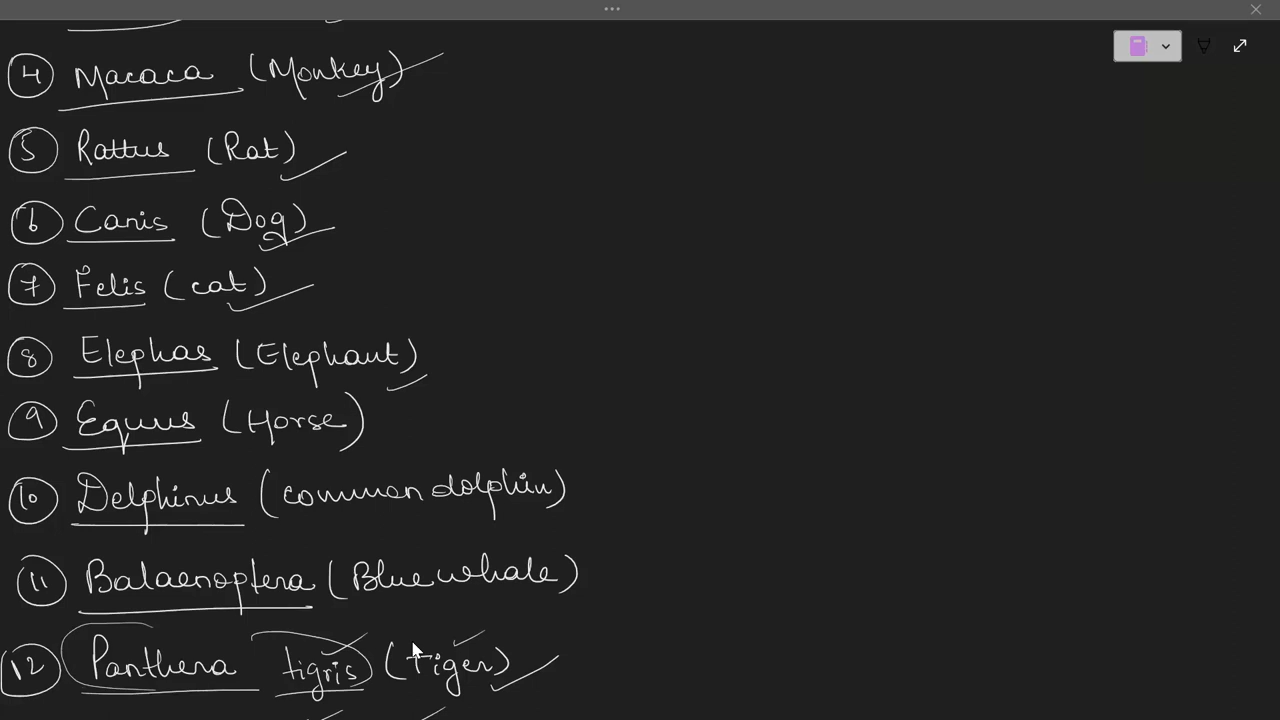 4 Macaca (Monkey)
5 Rattus (Rat)
6 Canis (Dog)
7 Felis (cat)
8 Elephas (Elephant)
9 Equus (Horse)
10 Delphinus (common dolphin)
11 Balaenoptera (Blue whale)
12 Panthera tigris (tiger)